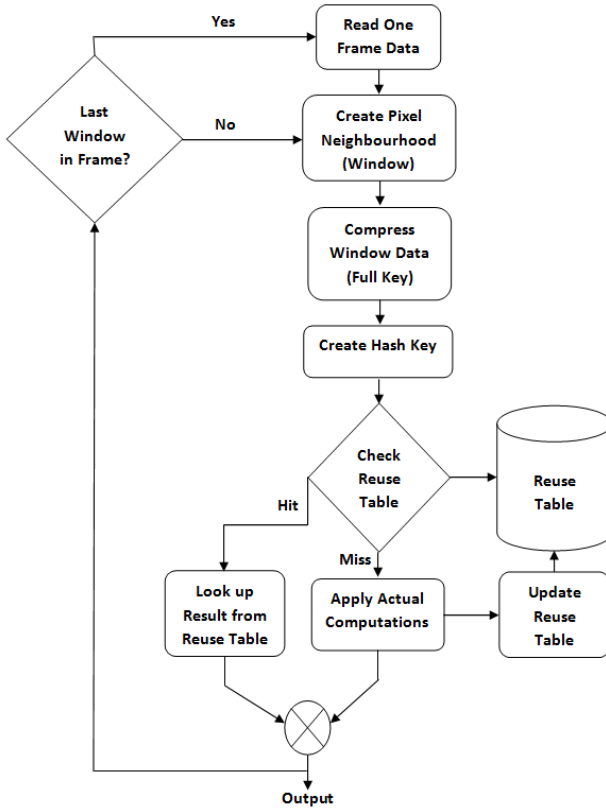 Yes
Read One
Frame Data
Last
Window
in Frame?
No
Create Pixel
Neighbourhood
(Window)
Compress
Window Data
(Full Key)
Create Hash Key
Check
Reuse
Table
Reuse
Table
Hit
Miss
Look up
Result from
Reuse Table
Apply Actual
Computations
Update
Reuse
Table
Output